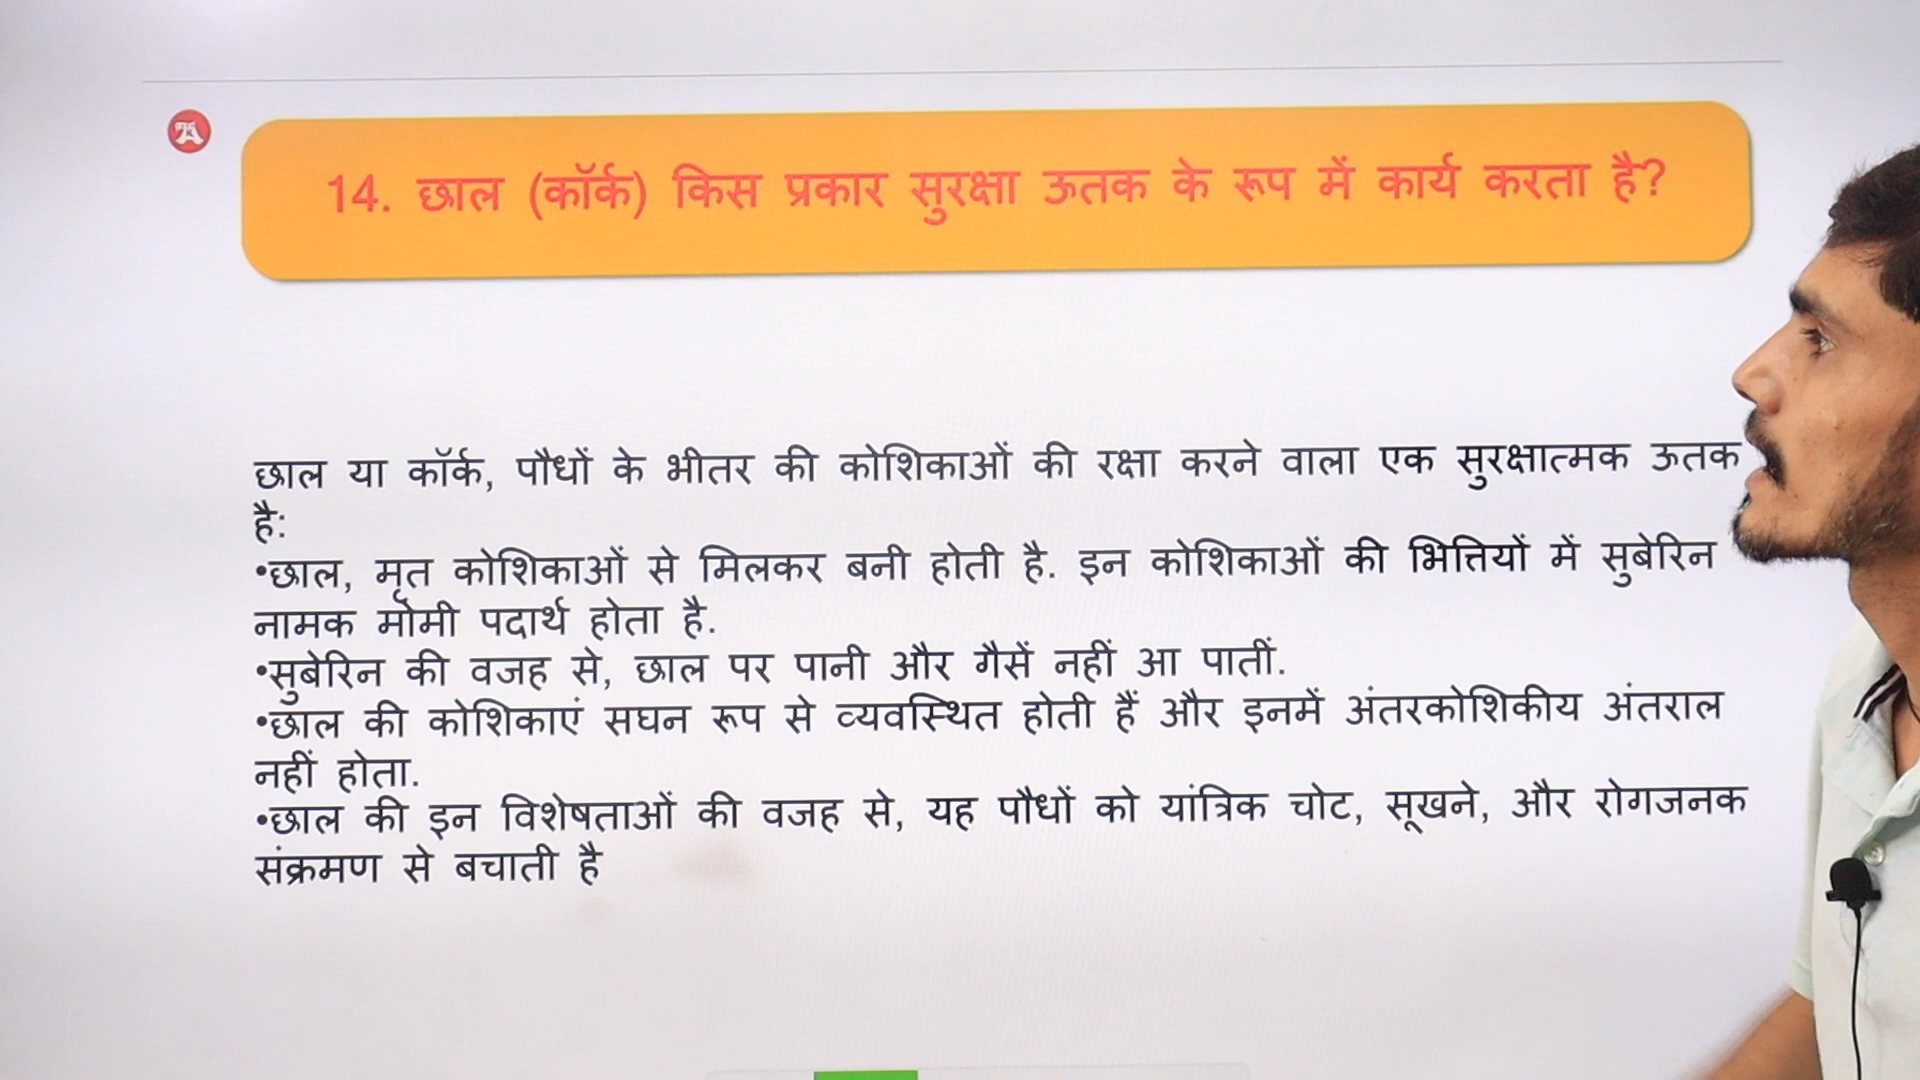 14. छाल (कॉर्क) किस प्रकार सुरक्षा ऊतक के रूप में कार्य करता है?
छाल या कॉर्क, पौधों के भीतर की कोशिकाओं की रक्षा करने वाला एक सुरक्षात्मक ऊतक
है:
•छाल, मृत कोशिकाओं से मिलकर बनी होती है. इन कोशिकाओं की भित्तियों में सुबेरिन
नामक मोमी पदार्थ होता है.
•सुबेरिन की वजह से, छाल पर पानी और गैसें नहीं आ पातीं.
•छाल की कोशिकाएं सघन रूप से व्यवस्थित होती हैं और इनमें अंतरकोशिकीय अंतराल
नहीं होता.
•छाल की इन विशेषताओं की वजह से, यह पौधों को यांत्रिक चोट, सूखने, और रोगजनक
संक्रमण से बचाती है